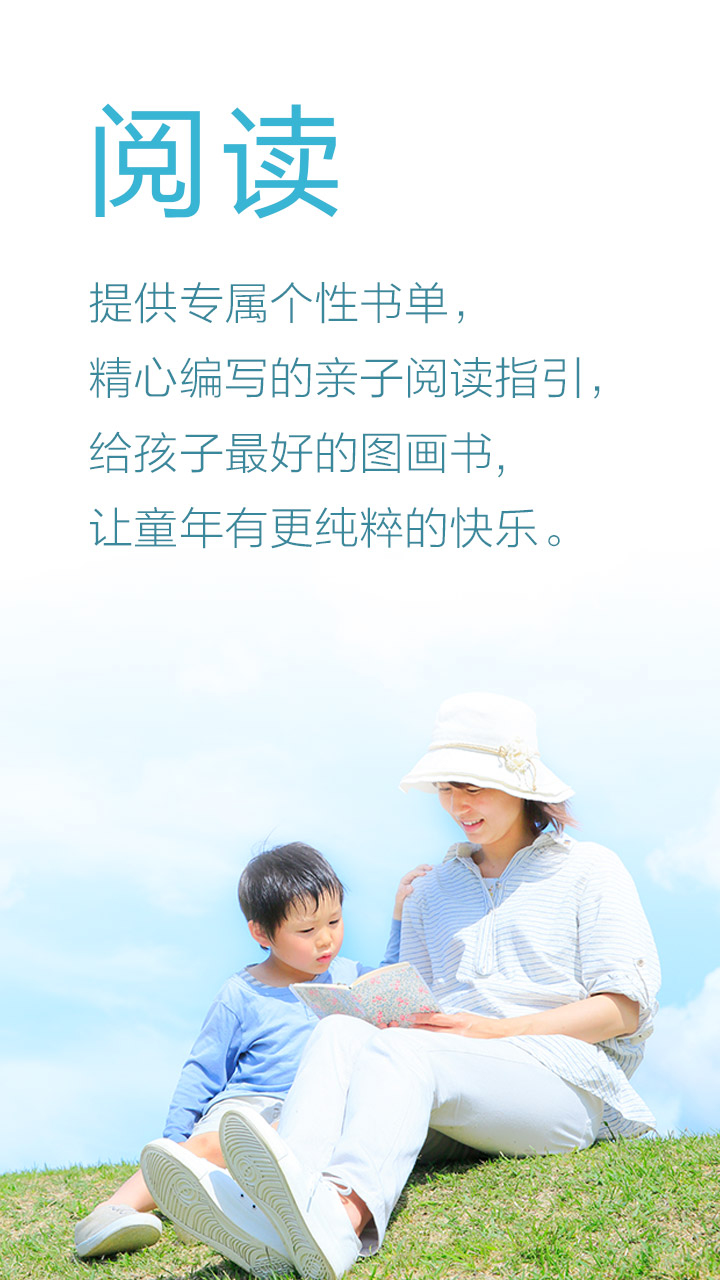 阅读
提供专属个性书单，
精心编写的亲子阅读指引，
给孩子最好的图画书，
让童年有更纯粹的快乐。